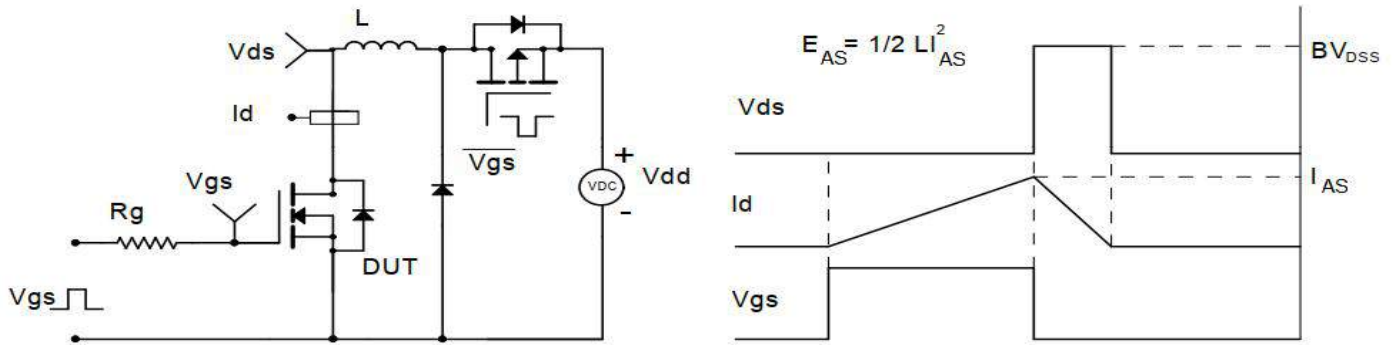 L
Vds
Id
Vgs
Vgs
Rg
VDC
+
Vdd
-
DUT
Vgs
E_AS = 1/2 LI²_AS
BV_DSS
Vds
I_AS
Id
Vgs